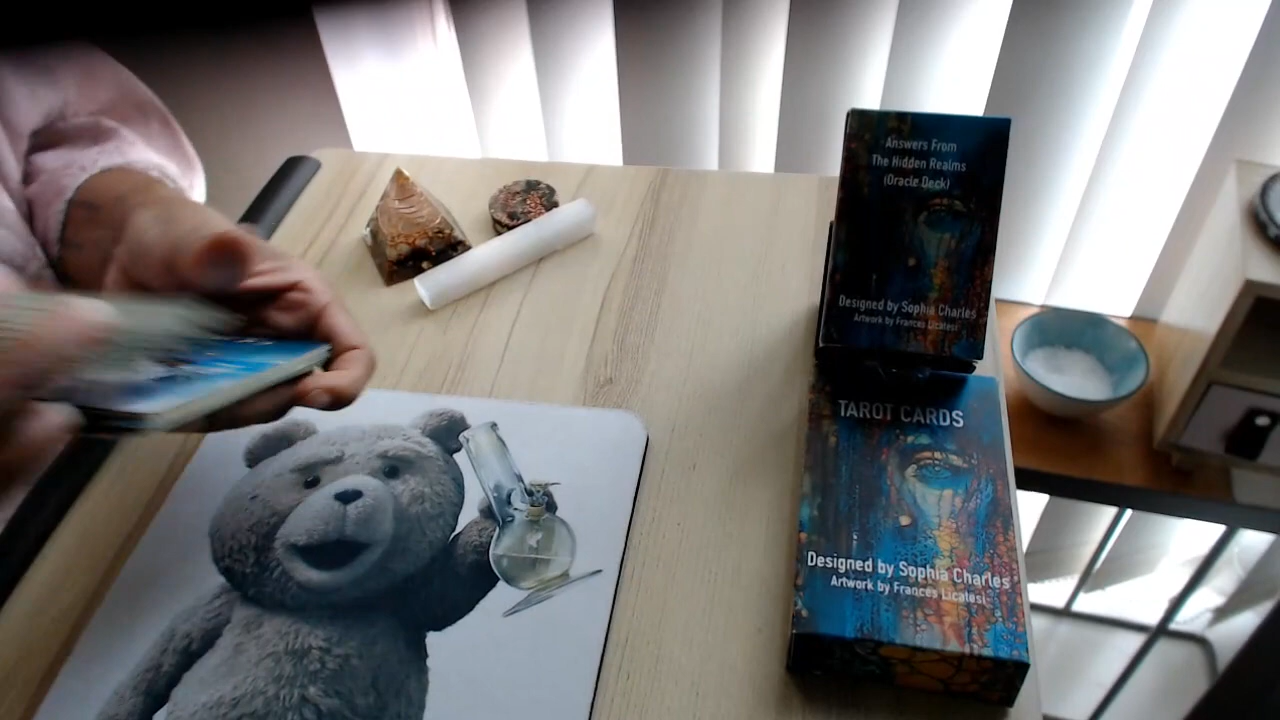 Answers From
The Hidden Realms
(Oracle Deck)
Designed by Sophia Charles
Artwork by Frances Licatesi
TAROT CARDS
Designed by Sophia Charles
Artwork by Frances Licatesi